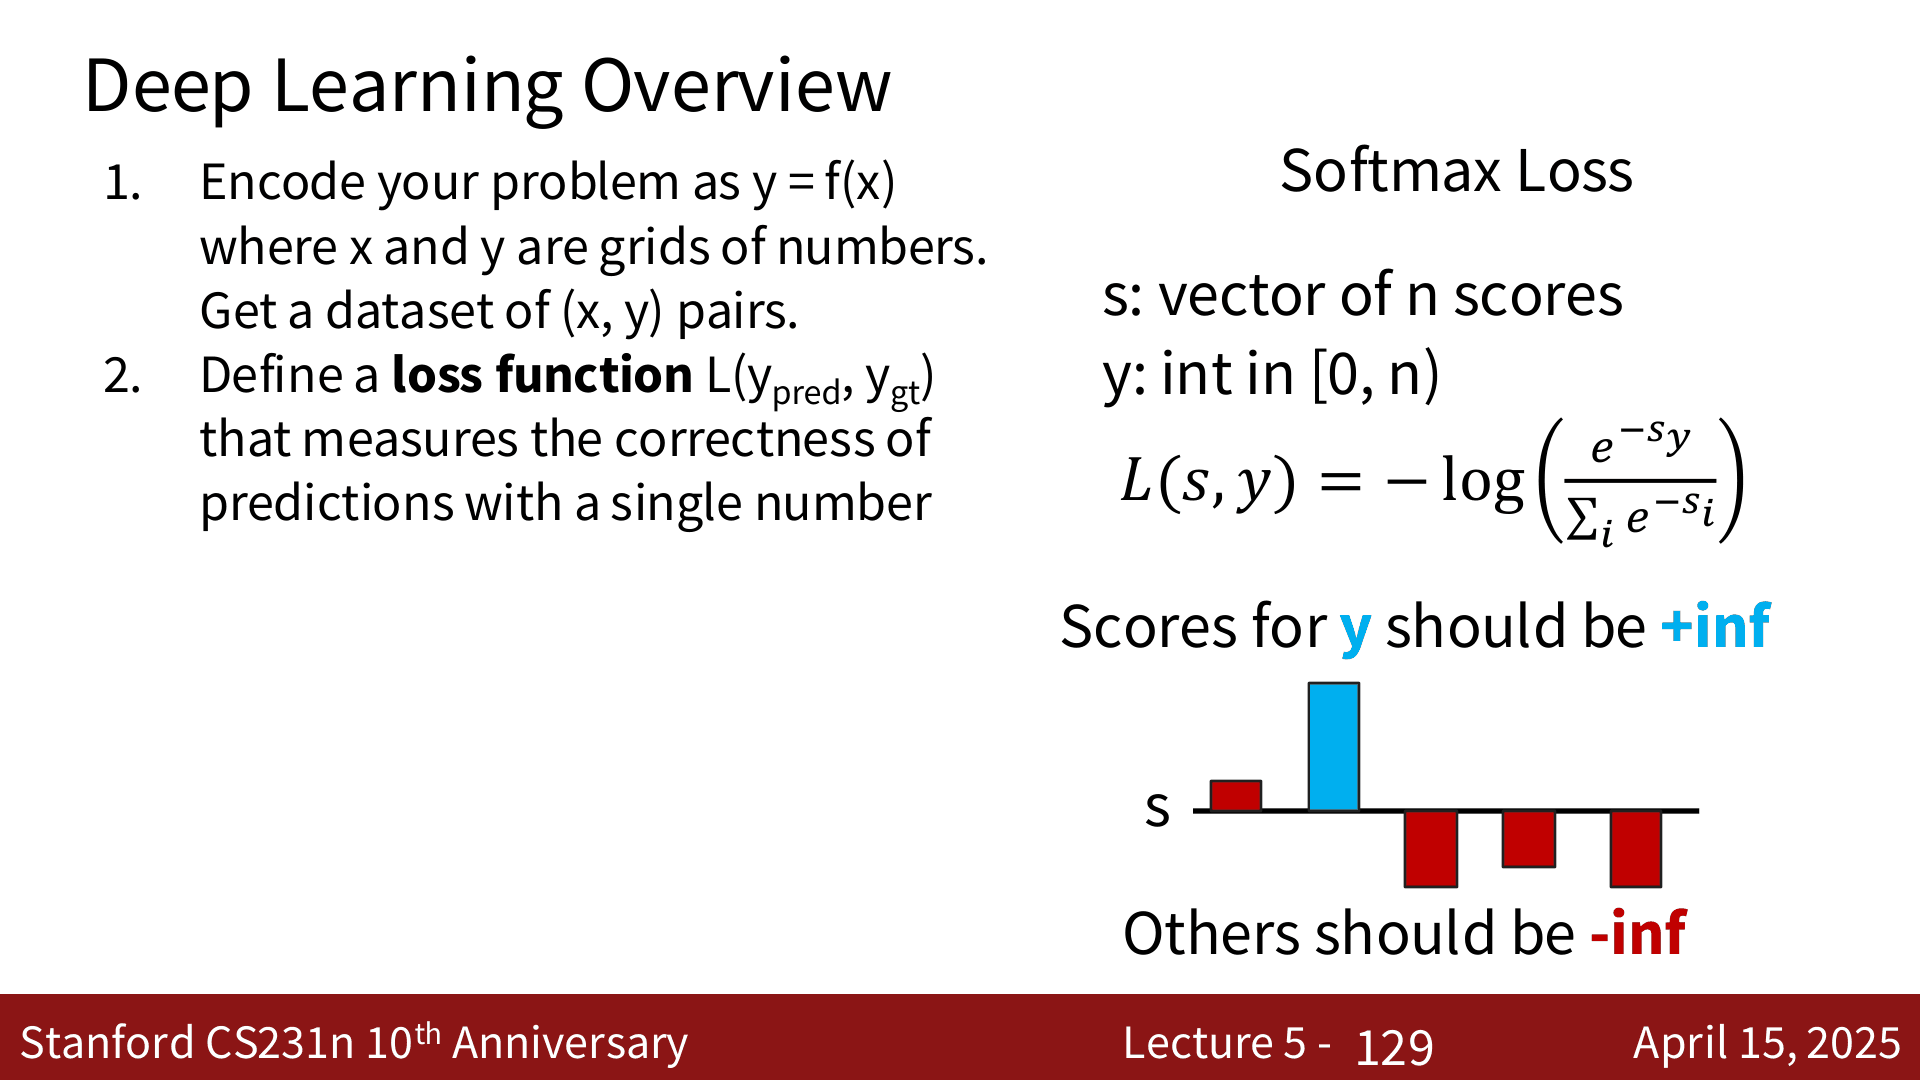 Deep Learning Overview
1. Encode your problem as y = f(x)
where x and y are grids of numbers.
Get a dataset of (x, y) pairs.
2. Define a loss function L(y_pred, y_gt)
that measures the correctness of
predictions with a single number
Softmax Loss
s: vector of n scores
y: int in [0, n)
L(s, y) = − log(e^{−s_y} / ∑_i e^{−s_i})
Scores for y should be +inf
s
Others should be -inf
Stanford CS231n 10th Anniversary
Lecture 5 - 129
April 15, 2025